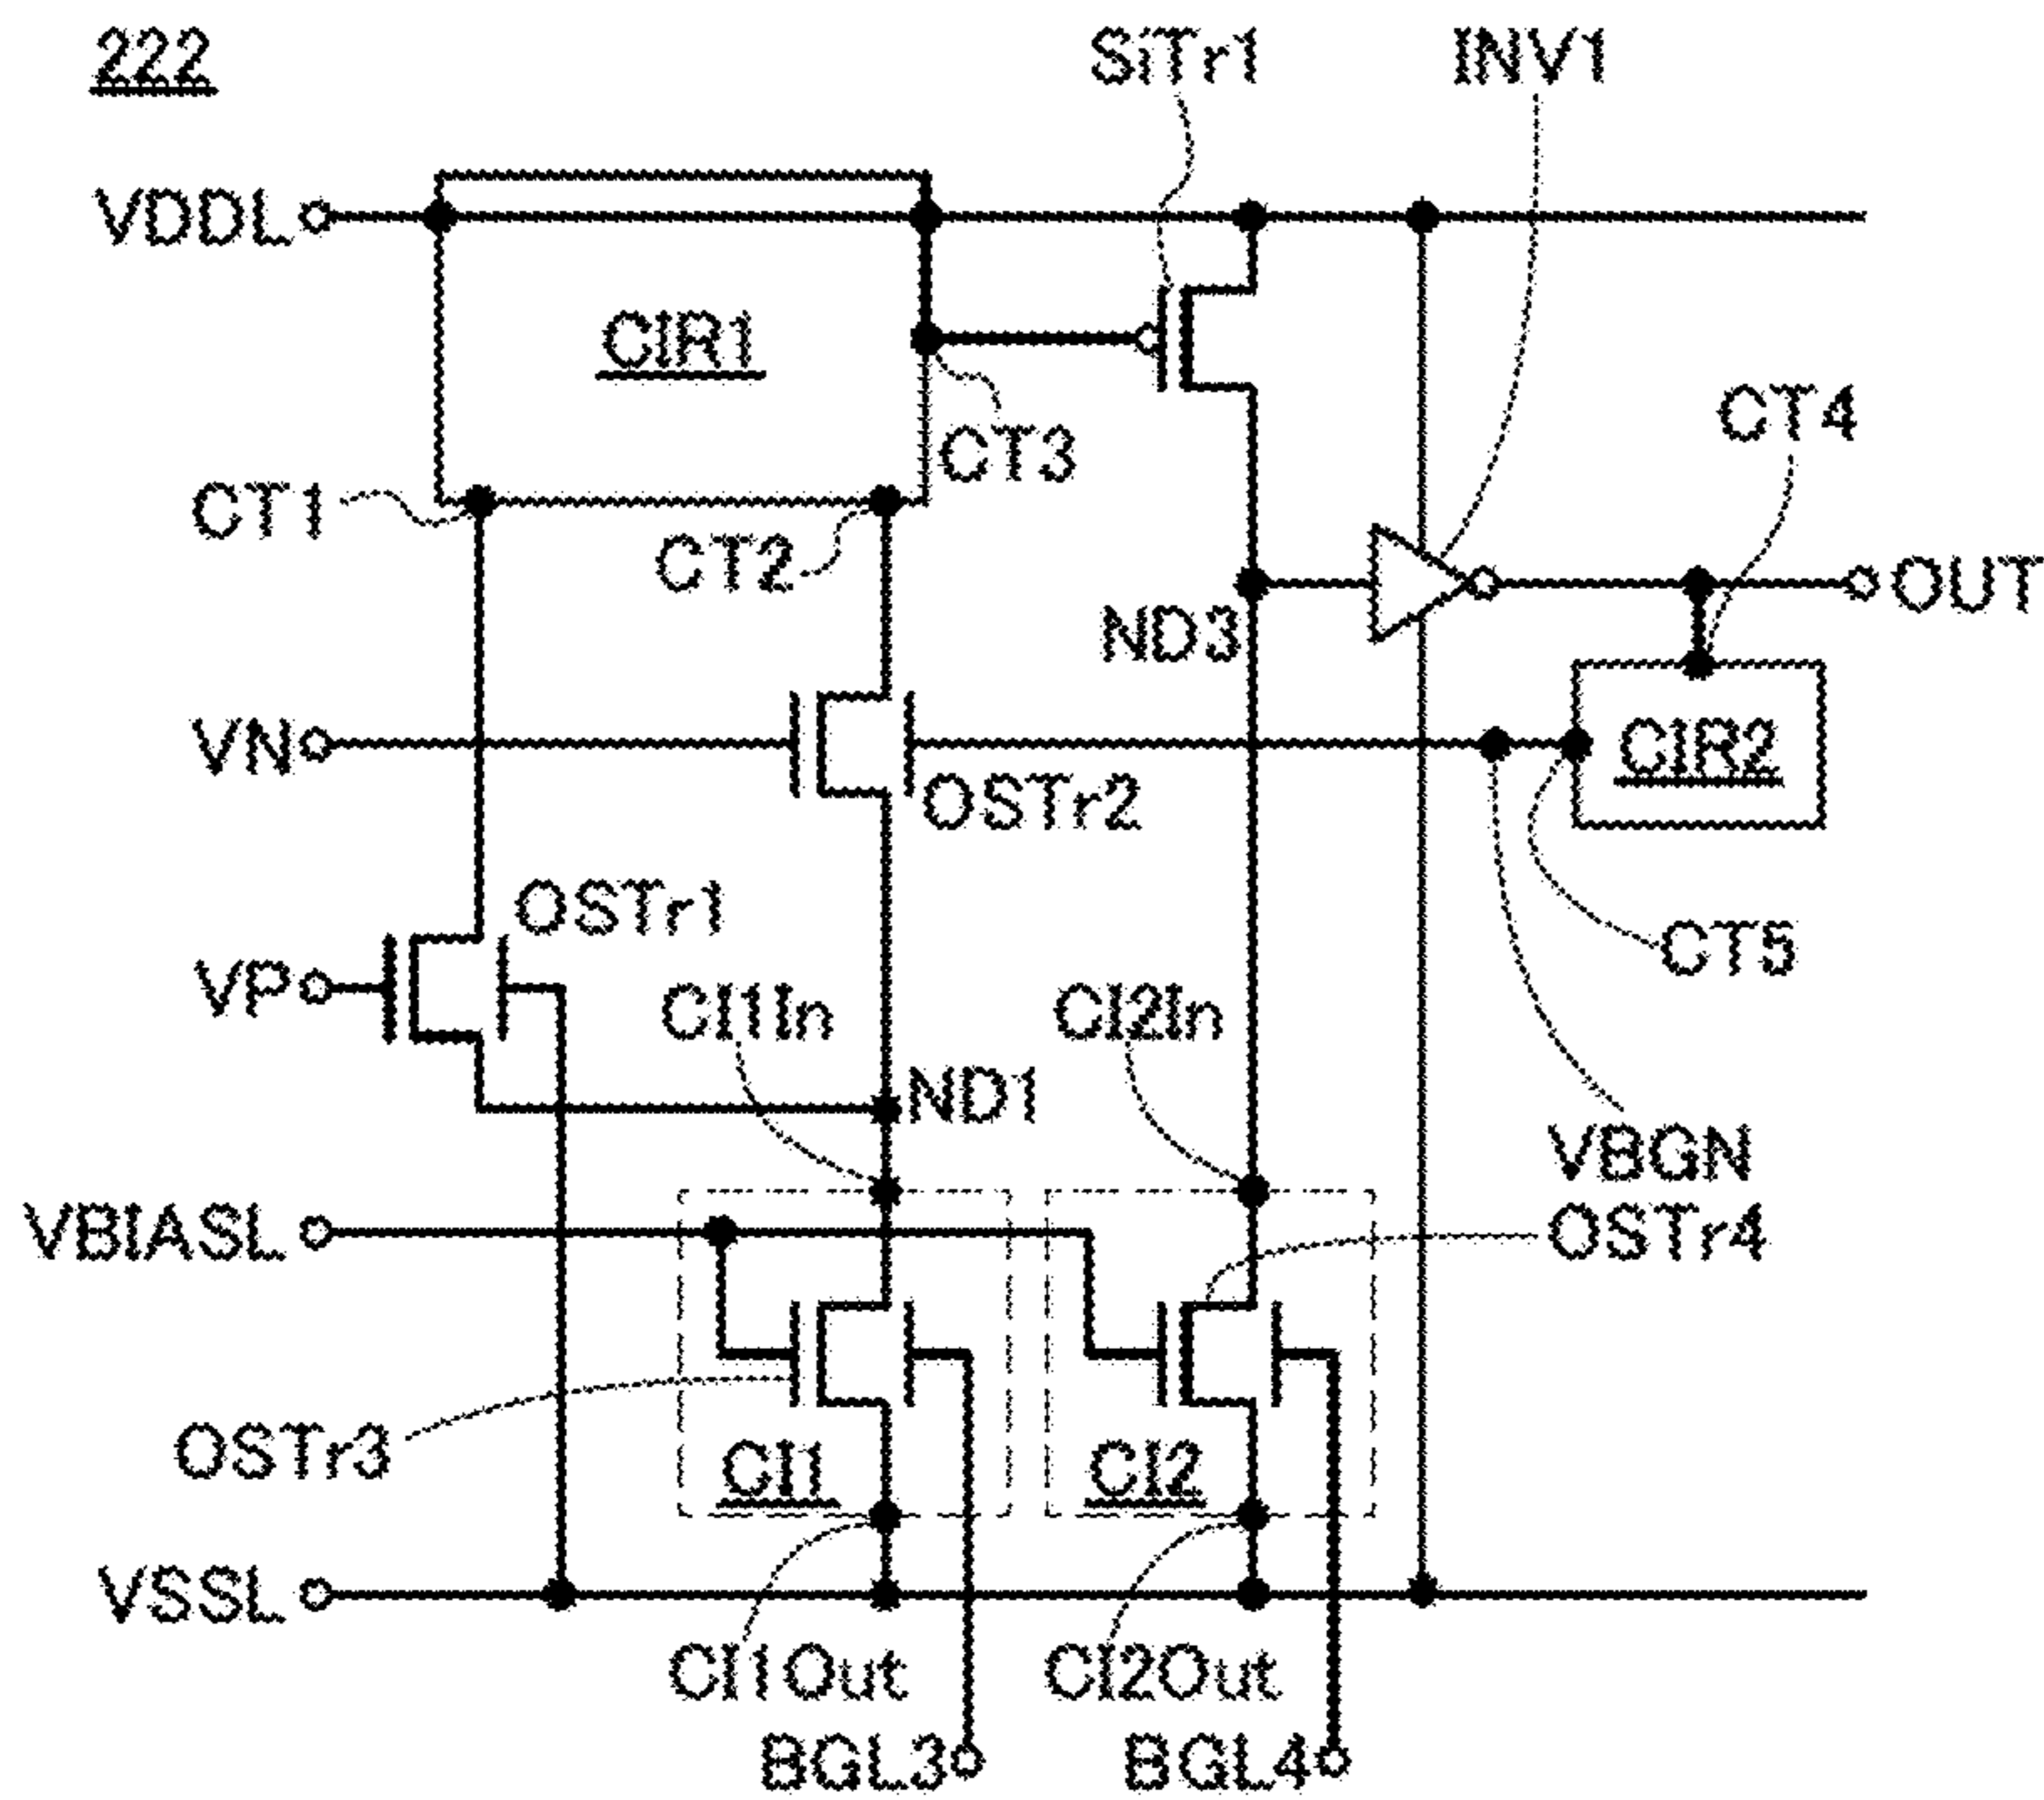 222
SiTr1
INV1
VDDL
CIR1
CT4
CT3
CT1
CT2
OUT
ND3
VN
CIR2
OSTr2
OSTr1
CT5
VP
CI1In
CI2In
ND1
VBGN
VBIASL
OSTr4
OSTr3
CI1
CI2
VSSL
CI1Out
CI2Out
BGL3
BGL4